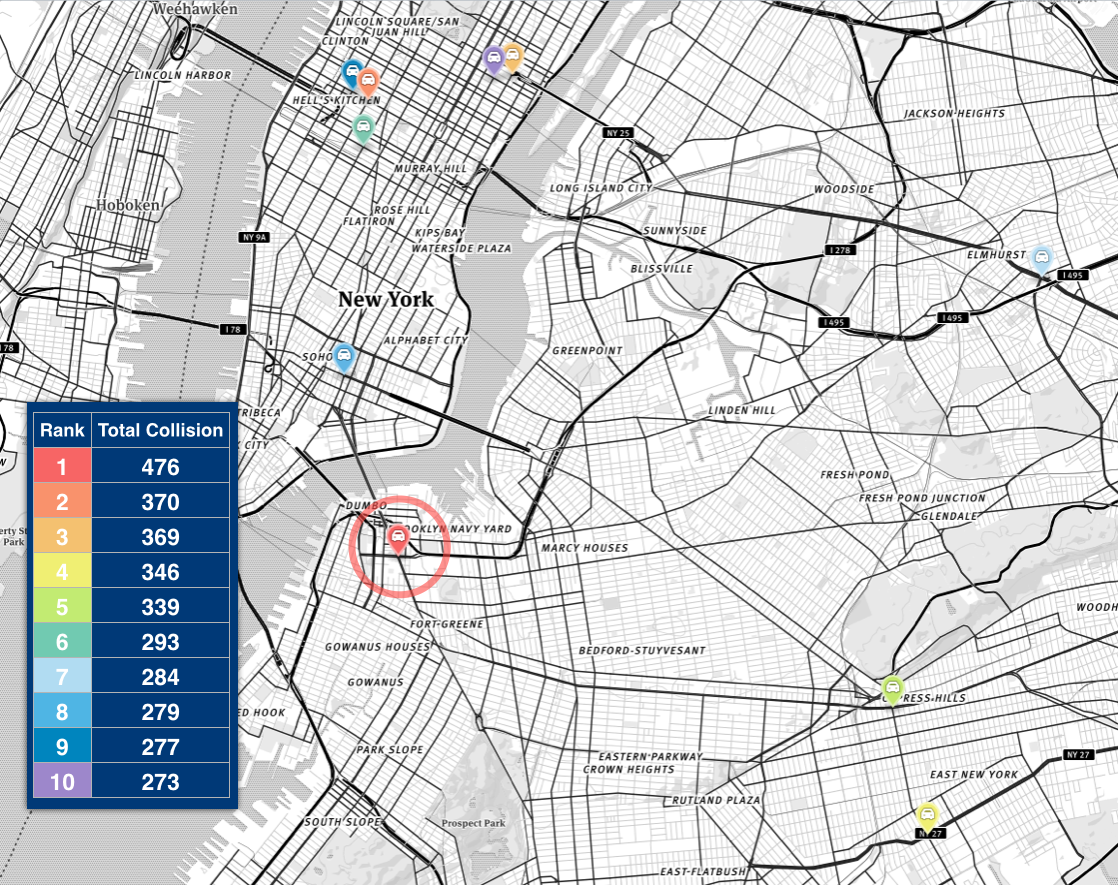 Weehawken
LINCOLN SQUARE/SAN
JUAN HILL
CLINTON
LINCOLN HARBOR
HELL'S KITCHEN
JACKSON HEIGHTS
NY 25
MURRAY HILL
LONG ISLAND CITY
WOODSIDE
Hoboken
ROSE HILL
FLATIRON
KIPS BAY
WATERSIDE PLAZA
NY 9A
SUNNYSIDE
I 278
ELMHURST
BLISSVILLE
I 495
New York
I 78
I 495
I 495
SOHO
ALPHABET CITY
GREENPOINT
78
TRIBECA
LINDEN HILL
CITY
FRESH POND
FRESH POND JUNCTION
GLENDALE
DUMBO
OOKLYN NAVY YARD
erty St
Park
MARCY HOUSES
WOODH
FORT GREENE
GOWANUS HOUSES
BEDFORD-STUYVESANT
GOWANUS
PRESS HILLS
ED HOOK
PARK SLOPE
EASTERN PARKWAY
CROWN HEIGHTS
NY 27
EAST NEW YORK
RUTLAND PLAZA
SOUTH SLOPE
Prospect Park
NY 27
EAST FLATBUSH
Rank Total Collision
1 476
2 370
3 369
4 346
5 339
6 293
7 284
8 279
9 277
10 273